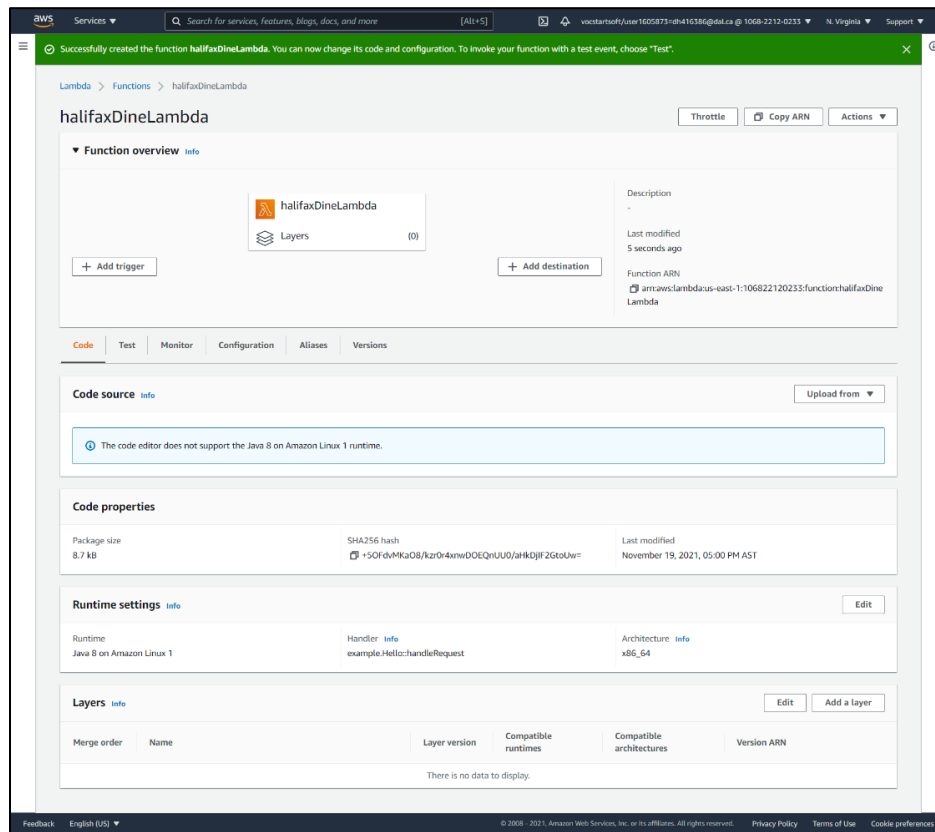 aws Services ▼ Search for services, features, blogs, docs, and more [Alt+S] vocstartsoft/user1605873=dh416386@dal.ca @ 1068-2212-0233 ▼ N. Virginia ▼ Support ▼
Successfully created the function halifaxDineLambda. You can now change its code and configuration. To invoke your function with a test event, choose "Test".
Lambda > Functions > halifaxDineLambda
halifaxDineLambda
Throttle Copy ARN Actions ▼
▼ Function overview Info
halifaxDineLambda
Layers (0)
+ Add trigger
+ Add destination
Description
-
Last modified
5 seconds ago
Function ARN
arn:aws:lambda:us-east-1:106822120233:function:halifaxDine
Lambda
Code Test Monitor Configuration Aliases Versions
Code source Info
Upload from ▼
The code editor does not support the Java 8 on Amazon Linux 1 runtime.
Code properties
Package size SHA256 hash Last modified
8.7 kB +5OFdvMKaO8/kzr0r4xnwDOEQnUU0/aHkDjIF2GtoUw= November 19, 2021, 05:00 PM AST
Runtime settings Info Edit
Runtime Handler Info Architecture Info
Java 8 on Amazon Linux 1 example.Hello::handleRequest x86_64
Layers Info Edit Add a layer
Merge order Name Layer version Compatible runtimes Compatible architectures Version ARN
There is no data to display.
Feedback English (US) ▼ © 2008 - 2021, Amazon Web Services, Inc. or its affiliates. All rights reserved. Privacy Policy Terms of Use Cookie preferences